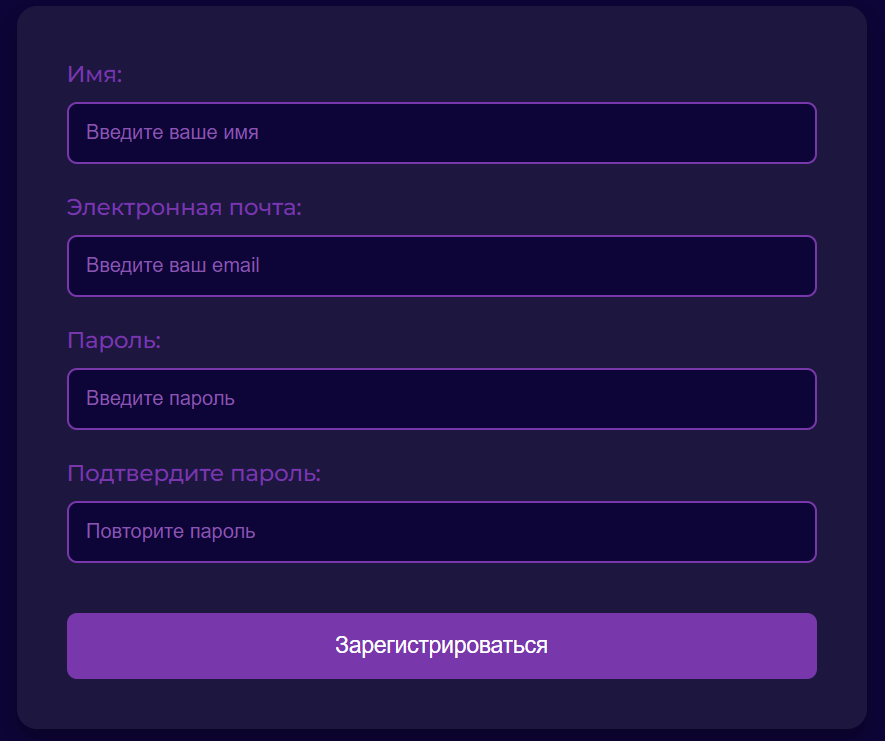 Имя:
Введите ваше имя
Электронная почта:
Введите ваш email
Пароль:
Введите пароль
Подтвердите пароль:
Повторите пароль
Зарегистрироваться